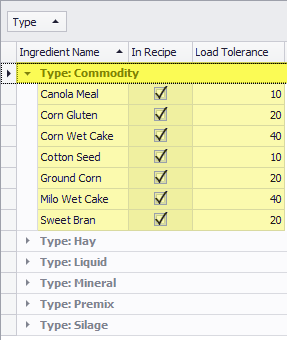 Type
Ingredient Name In Recipe Load Tolerance
Type: Commodity
Canola Meal 10
Corn Gluten 20
Corn Wet Cake 40
Cotton Seed 10
Ground Corn 20
Milo Wet Cake 40
Sweet Bran 20
Type: Hay
Type: Liquid
Type: Mineral
Type: Premix
Type: Silage